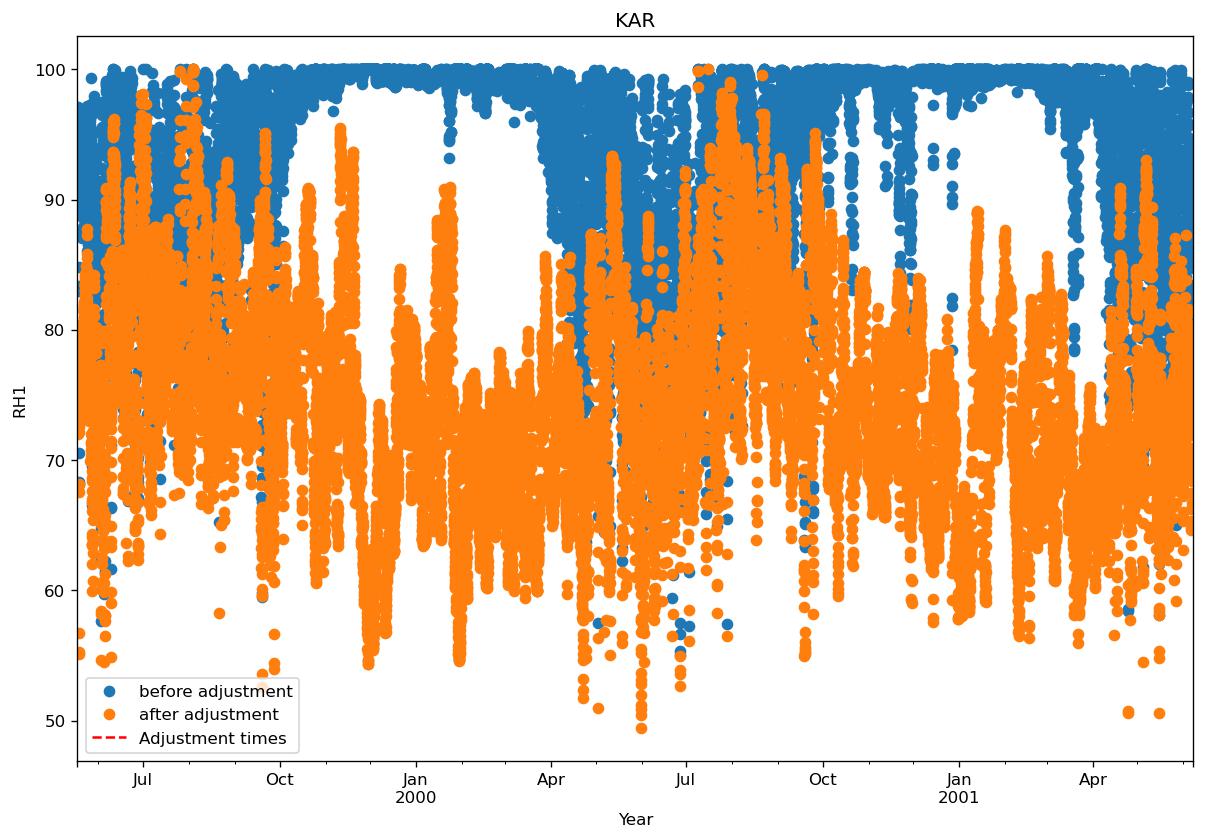 KAR
100
90
80
70
60
50
RH1
before adjustment
after adjustment
Adjustment times
Jul Oct Jan Apr Jul Oct Jan Apr
2000 2001
Year